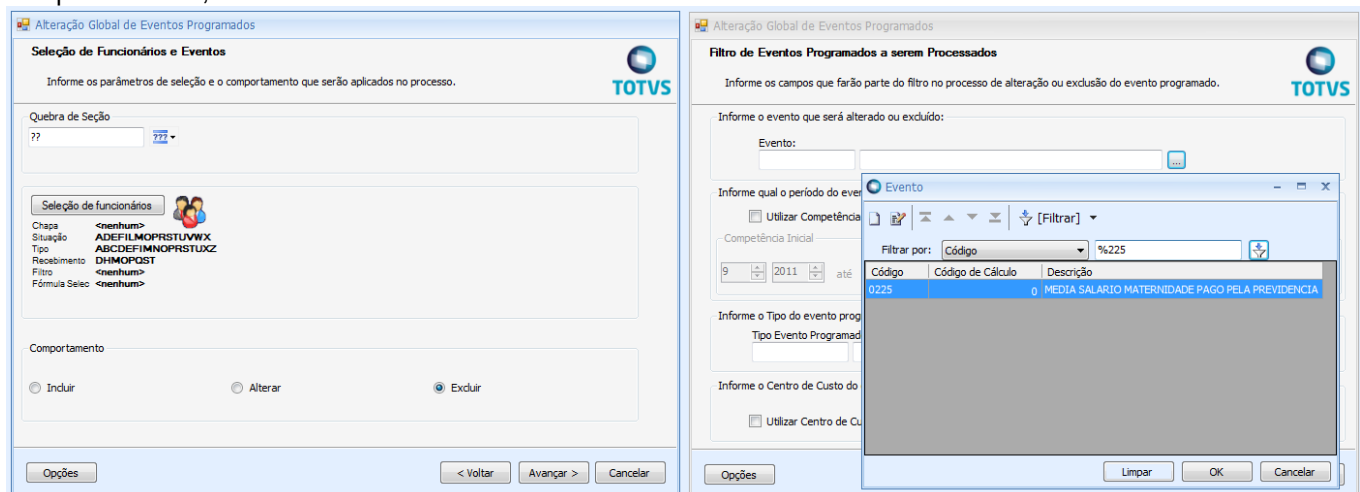 Alteração Global de Eventos Programados
Seleção de Funcionários e Eventos
Informe os parâmetros de seleção e o comportamento que serão aplicados no processo.
TOTVS
Quebra de Seção
??
???
Seleção de funcionários
Chapa <nenhum>
Situação ADEFILMOPRSTUVWX
Tipo ABCDEFIMNOPRSTUXZ
Recebimento DHMOPQST
Filtro <nenhum>
Fórmula Selec <nenhum>
Comportamento
Incluir Alterar Excluir
Opções < Voltar Avançar > Cancelar
Alteração Global de Eventos Programados
Filtro de Eventos Programados a serem Processados
Informe os campos que farão parte do filtro no processo de alteração ou exclusão do evento programado.
TOTVS
Informe o evento que será alterado ou excluído:
Evento:
...
Informe qual o período do even
Utilizar Competência
Competência Inicial
9 2011 até
Informe o Tipo do evento prog
Tipo Evento Programad
Informe o Centro de Custo do
Utilizar Centro de Cu
Opções
Evento
[Filtrar]
Filtrar por: Código %225
Código Código de Cálculo Descrição
0225 0 MEDIA SALARIO MATERNIDADE PAGO PELA PREVIDENCIA
Limpar OK Cancelar